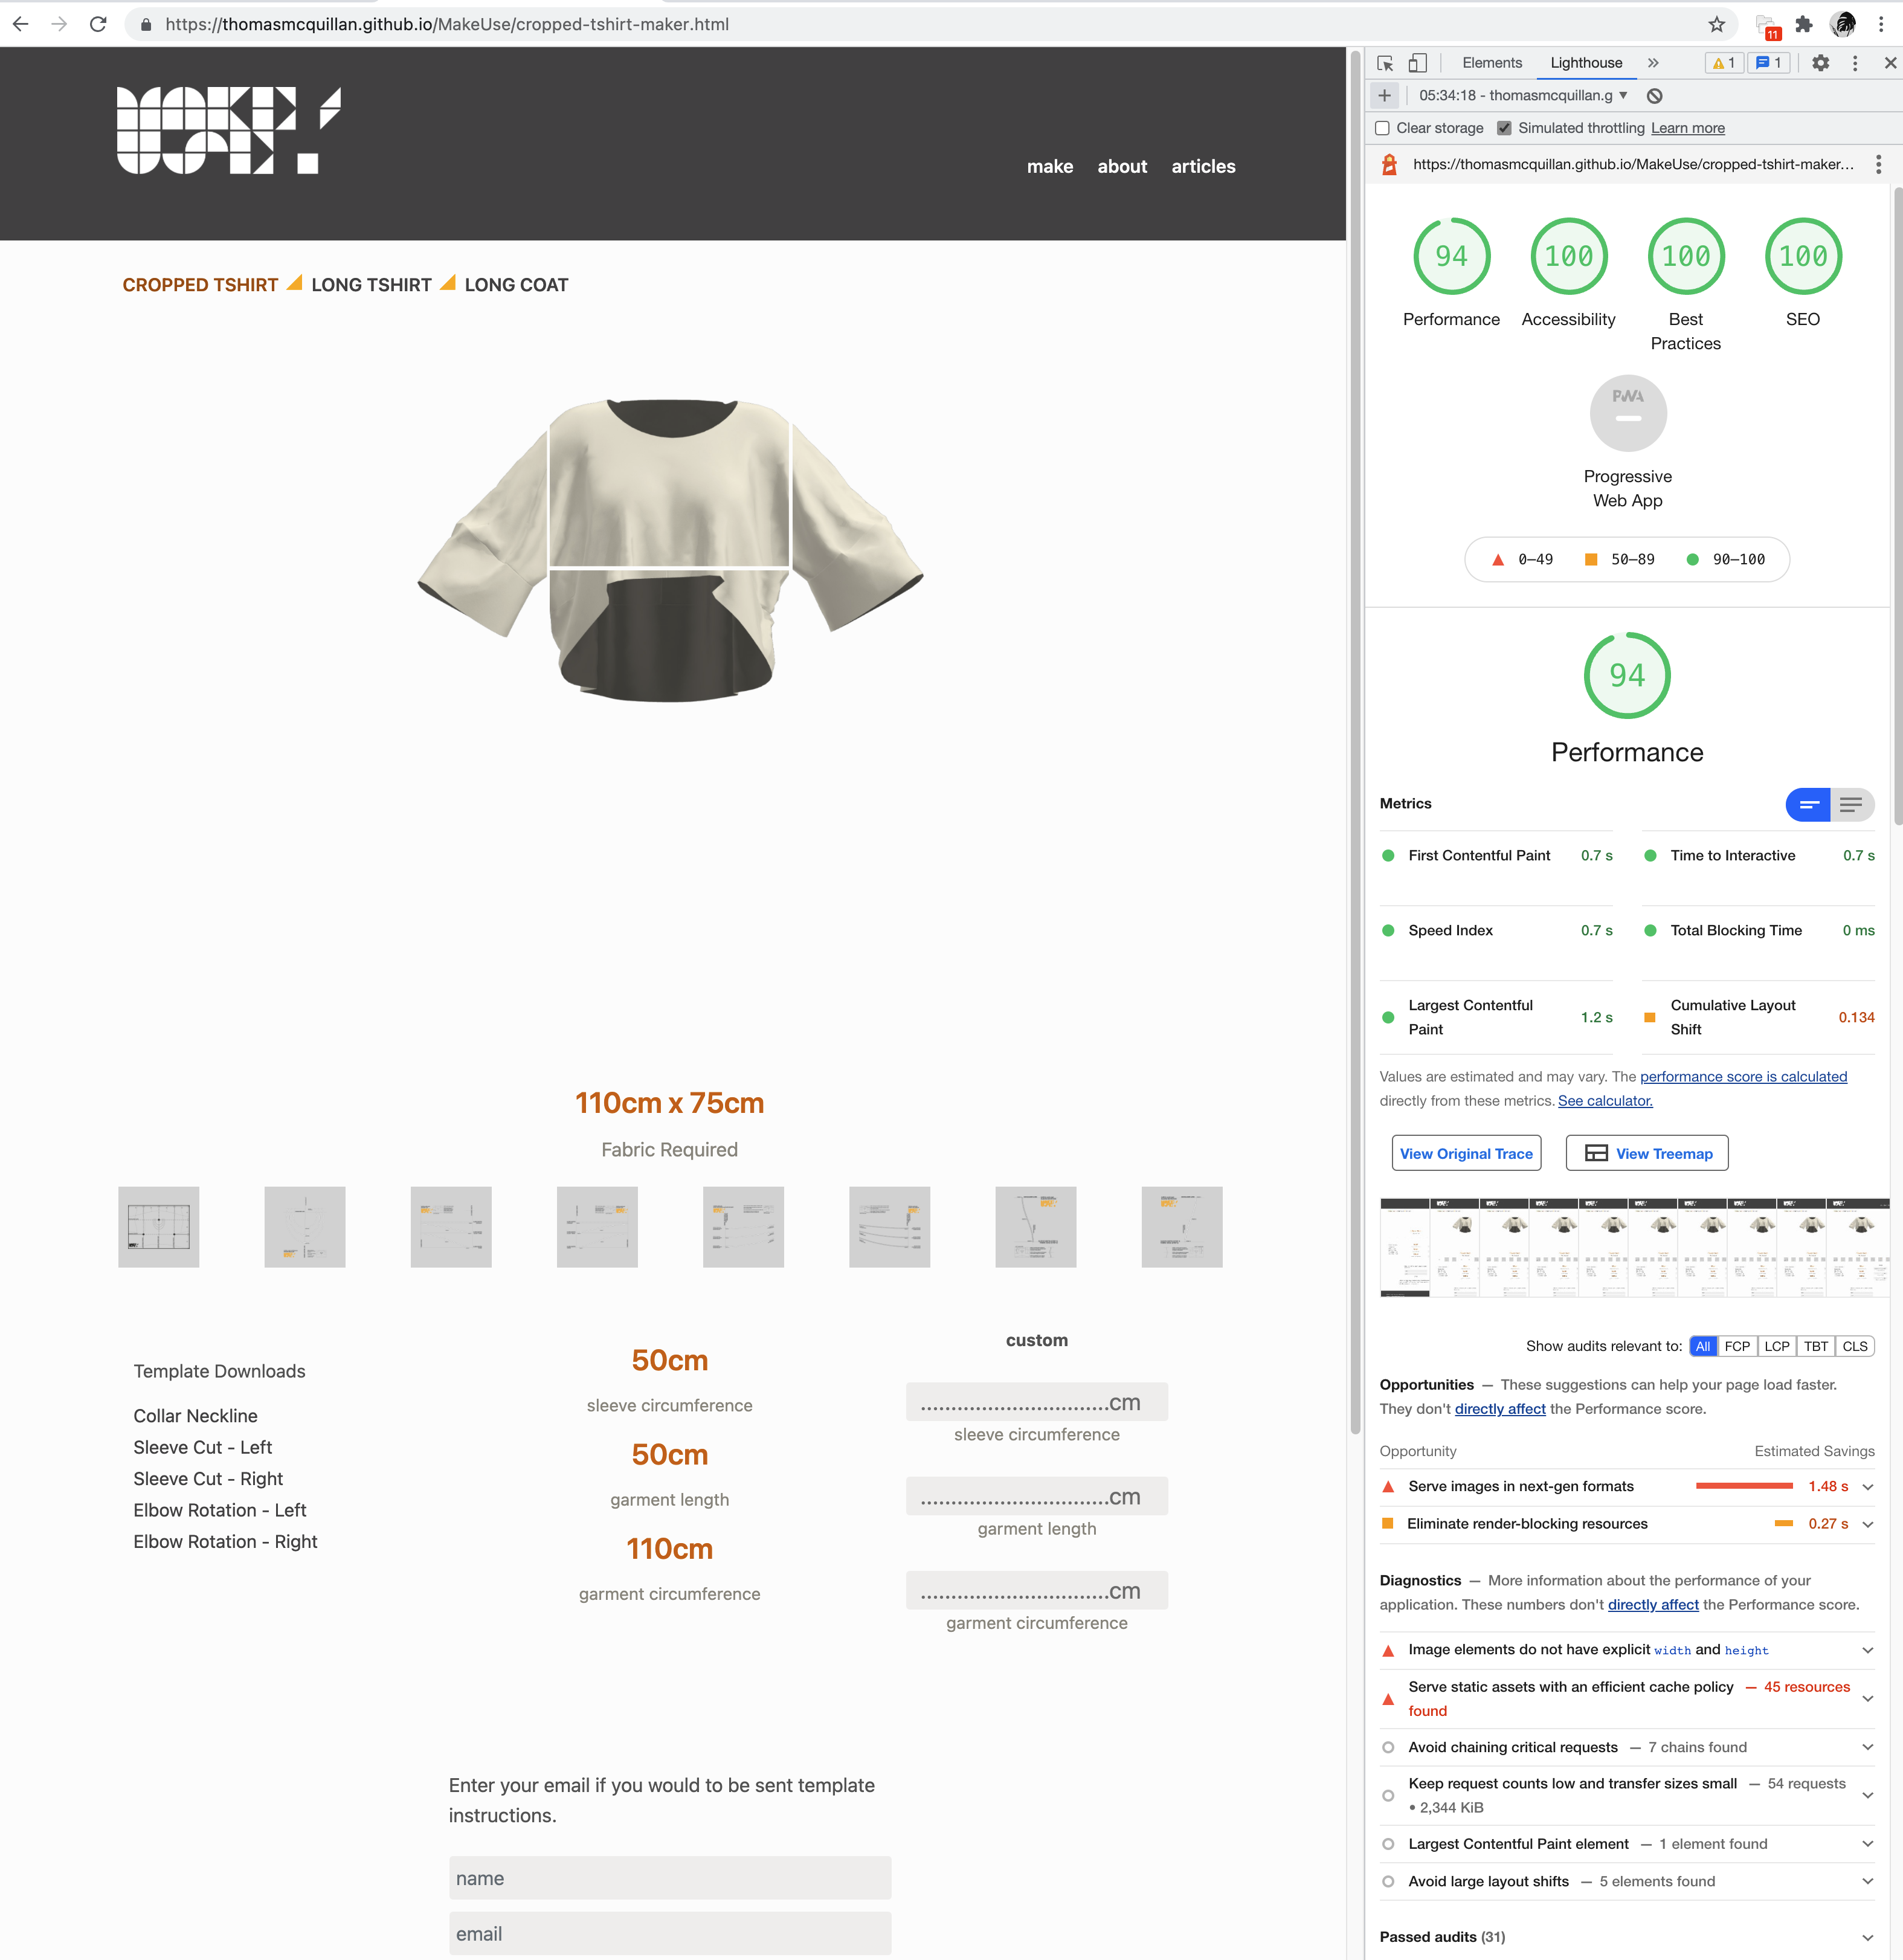 https://thomasmcquillan.github.io/MakeUse/cropped-tshirt-maker.html
11
MAKE!
USE.
make about articles
CROPPED TSHIRT LONG TSHIRT LONG COAT
110cm x 75cm
Fabric Required
Template Downloads
Collar Neckline
Sleeve Cut - Left
Sleeve Cut - Right
Elbow Rotation - Left
Elbow Rotation - Right
50cm
sleeve circumference
50cm
garment length
110cm
garment circumference
custom
...............................cm
sleeve circumference
...............................cm
garment length
...............................cm
garment circumference
Enter your email if you would to be sent template
instructions.
name
email
Elements Lighthouse » 1 1
05:34:18 - thomasmcquillan.g
Clear storage Simulated throttling Learn more
https://thomasmcquillan.github.io/MakeUse/cropped-tshirt-maker…
94 100 100 100
Performance Accessibility Best SEO
Practices
PWA
Progressive
Web App
0–49 50–89 90–100
94
Performance
Metrics
First Contentful Paint 0.7 s Time to Interactive 0.7 s
Speed Index 0.7 s Total Blocking Time 0 ms
Largest Contentful Paint 1.2 s Cumulative Layout Shift 0.134
Values are estimated and may vary. The performance score is calculated
directly from these metrics. See calculator.
View Original Trace View Treemap
Show audits relevant to: All FCP LCP TBT CLS
Opportunities — These suggestions can help your page load faster.
They don't directly affect the Performance score.
Opportunity Estimated Savings
Serve images in next-gen formats 1.48 s
Eliminate render-blocking resources 0.27 s
Diagnostics — More information about the performance of your
application. These numbers don't directly affect the Performance score.
Image elements do not have explicit width and height
Serve static assets with an efficient cache policy — 45 resources
found
Avoid chaining critical requests — 7 chains found
Keep request counts low and transfer sizes small — 54 requests
• 2,344 KiB
Largest Contentful Paint element — 1 element found
Avoid large layout shifts — 5 elements found
Passed audits (31)